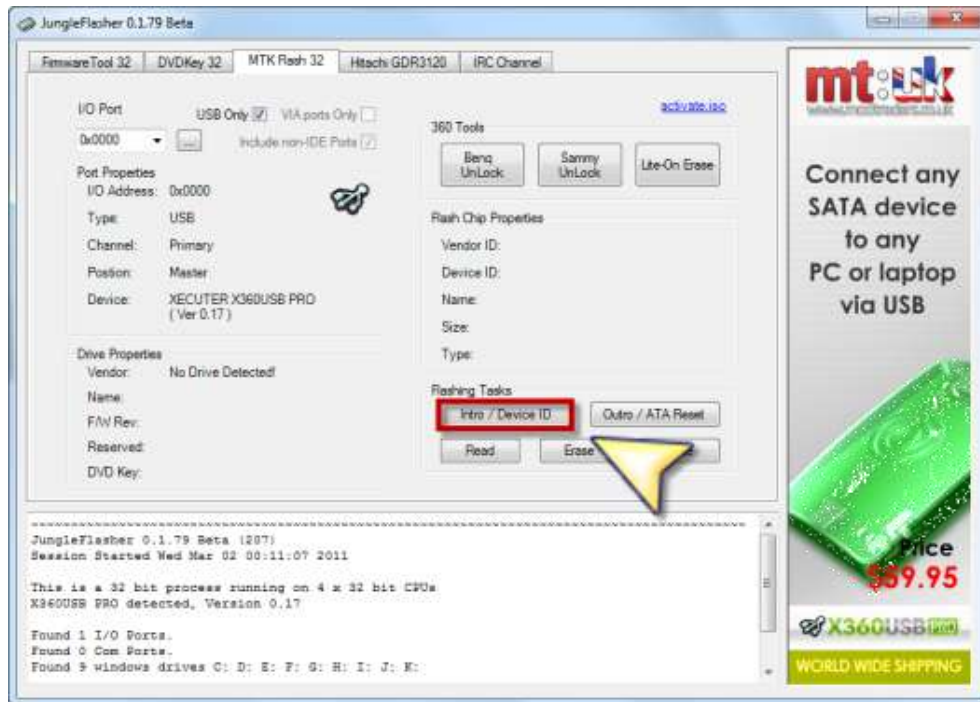 JungleFlasher 0.1.79 Beta
FirmwareTool 32 DVDKey 32 MTK Flash 32 Hitachi GDR3120 IRC Channel
I/O Port
USB Only
VIA ports Only
0x0000
...
Include non-IDE Ports
Port Properties
I/O Address: 0x0000
Type: USB
Channel: Primary
Postion: Master
Device: XECUTER X360USB PRO
( Ver 0.17 )
Drive Properties
Vendor: No Drive Detected!
Name:
F/W Rev:
Reserved:
DVD Key:
activate.iso
360 Tools
Benq
UnLock
Sammy
UnLock
Lite-On Erase
Flash Chip Properties
Vendor ID:
Device ID:
Name:
Size:
Type:
Flashing Tasks
Intro / Device ID
Outro / ATA Reset
Read
Erase
JungleFlasher 0.1.79 Beta (207)
Session Started Wed Mar 02 00:11:07 2011
This is a 32 bit process running on 4 x 32 bit CPUs
X360USB PRO detected, Version 0.17
Found 1 I/O Ports.
Found 0 Com Ports.
Found 9 windows drives C: D: E: F: G: H: I: J: K:
mt:uk
Connect any
SATA device
to any
PC or laptop
via USB
Price
$59.95
X360USB PRO
WORLD WIDE SHIPPING